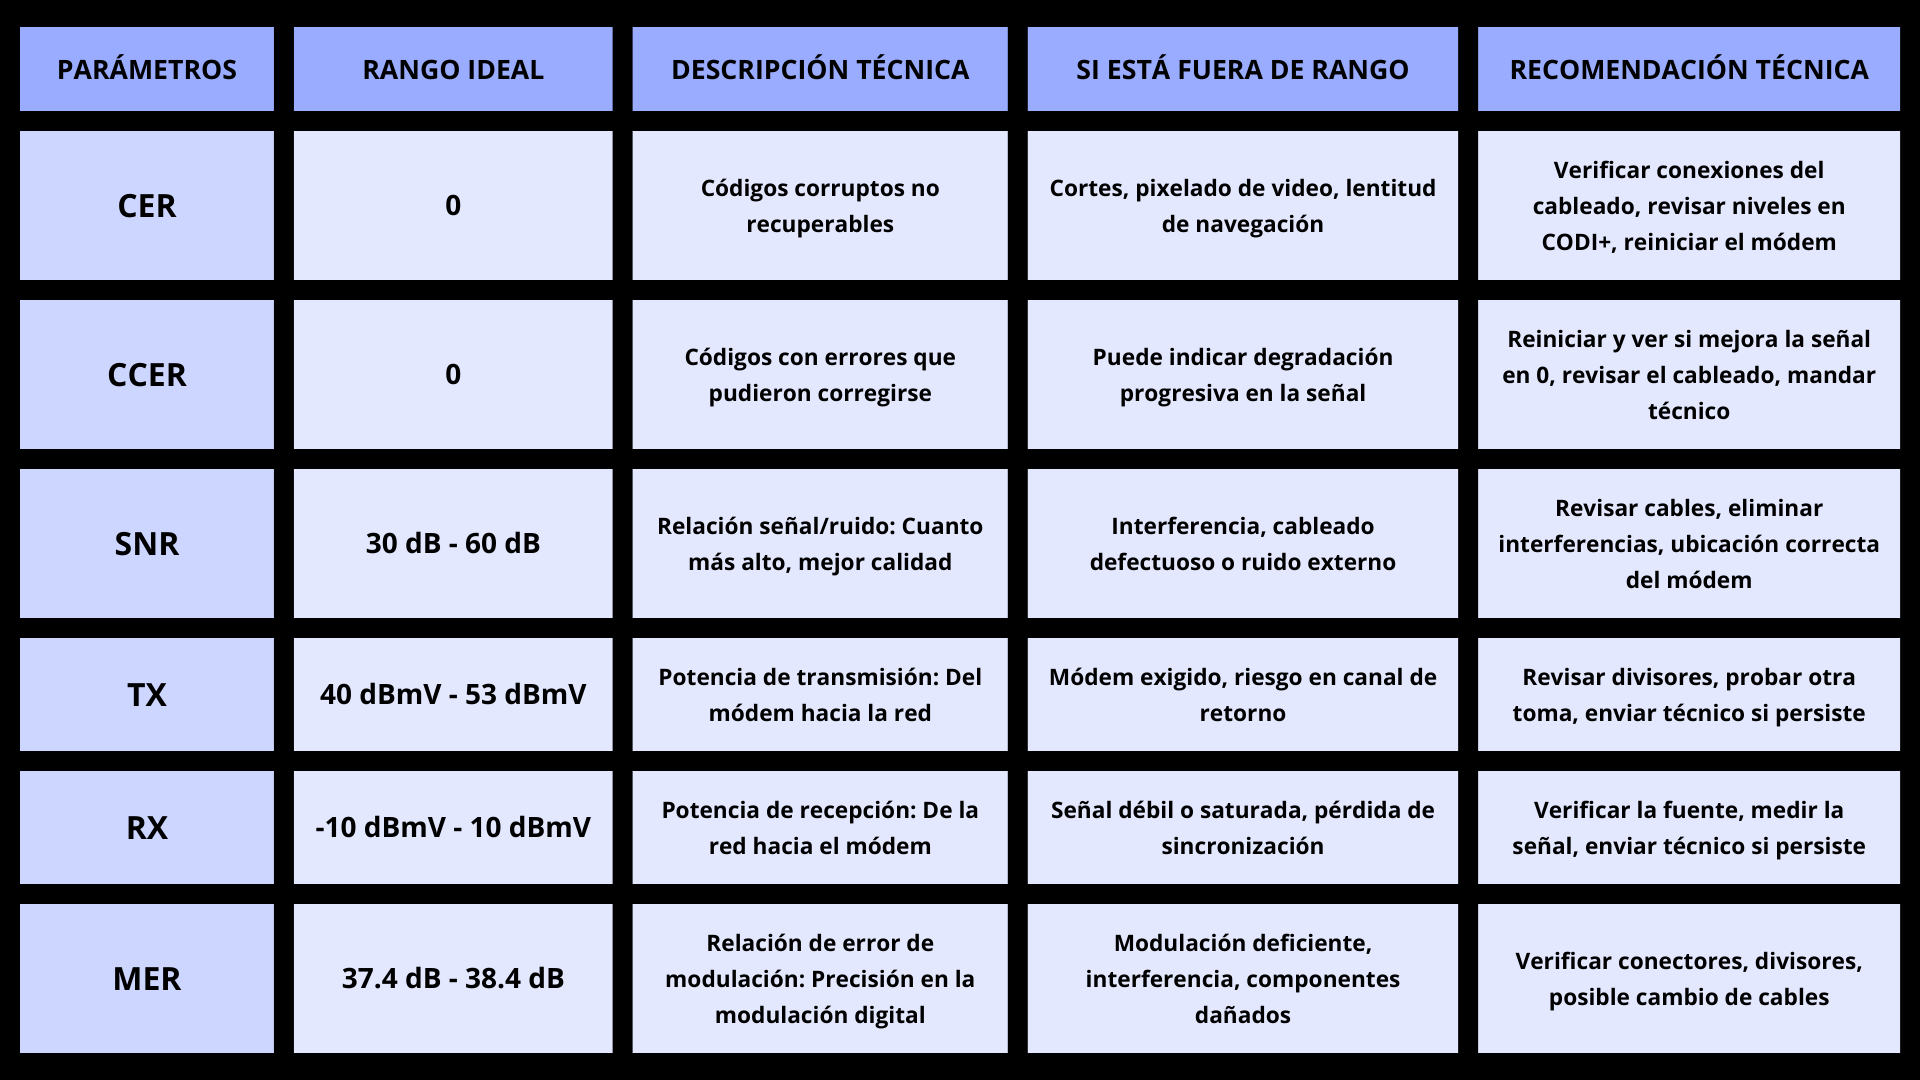 PARÁMETROS
RANGO IDEAL
DESCRIPCIÓN TÉCNICA
SI ESTÁ FUERA DE RANGO
RECOMENDACIÓN TÉCNICA
CER
0
Códigos corruptos no
recuperables
Cortes, pixelado de video, lentitud
de navegación
Verificar conexiones del
cableado, revisar niveles en
CODI+, reiniciar el módem
CCER
0
Códigos con errores que
pudieron corregirse
Puede indicar degradación
progresiva en la señal
Reiniciar y ver si mejora la señal
en 0, revisar el cableado, mandar
técnico
SNR
30 dB - 60 dB
Relación señal/ruido: Cuanto
más alto, mejor calidad
Interferencia, cableado
defectuoso o ruido externo
Revisar cables, eliminar
interferencias, ubicación correcta
del módem
TX
40 dBmV - 53 dBmV
Potencia de transmisión: Del
módem hacia la red
Módem exigido, riesgo en canal de
retorno
Revisar divisores, probar otra
toma, enviar técnico si persiste
RX
-10 dBmV - 10 dBmV
Potencia de recepción: De la
red hacia el módem
Señal débil o saturada, pérdida de
sincronización
Verificar la fuente, medir la
señal, enviar técnico si persiste
MER
37.4 dB - 38.4 dB
Relación de error de
modulación: Precisión en la
modulación digital
Modulación deficiente,
interferencia, componentes
dañados
Verificar conectores, divisores,
posible cambio de cables